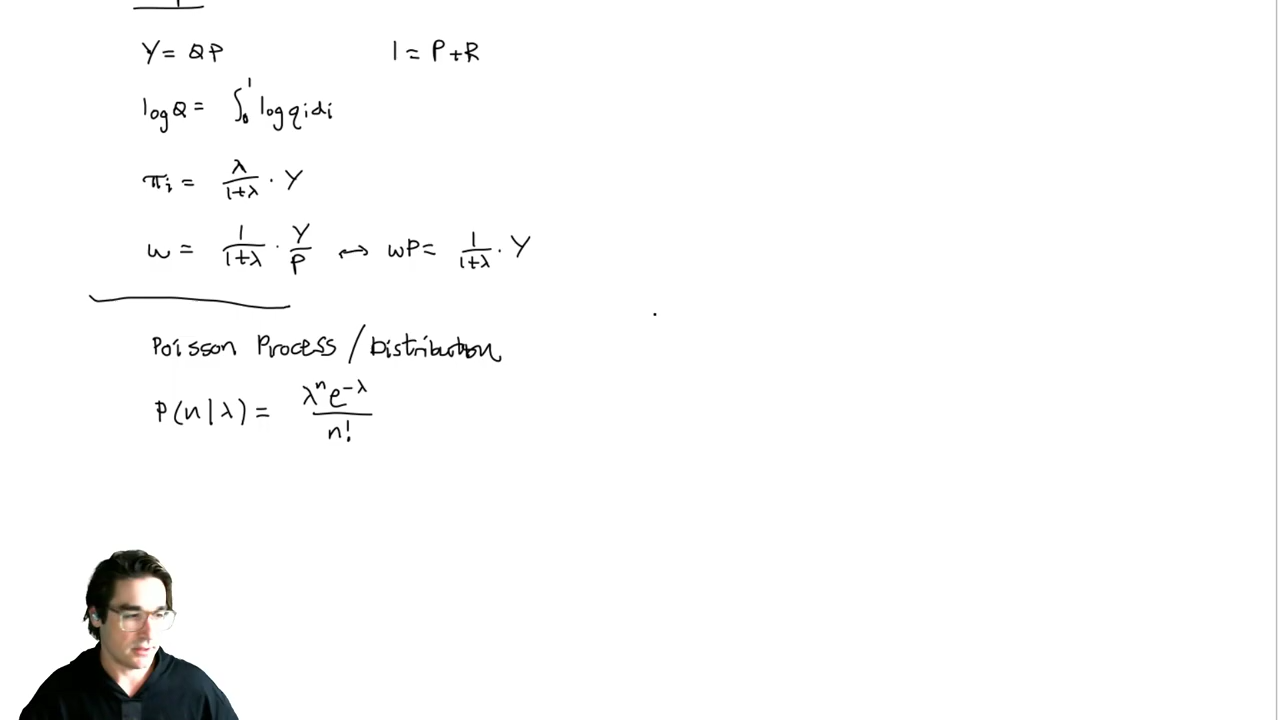 Y = QP 1 = P+R
log Q = ∫₀¹ log qᵢ di
πᵢ = λ/(1+λ) · Y
w = 1/(1+λ) · Y/P ↔ wP = 1/(1+λ) · Y
Poisson Process / Distribution
P(n|λ) = λⁿe^(-λ)/n!